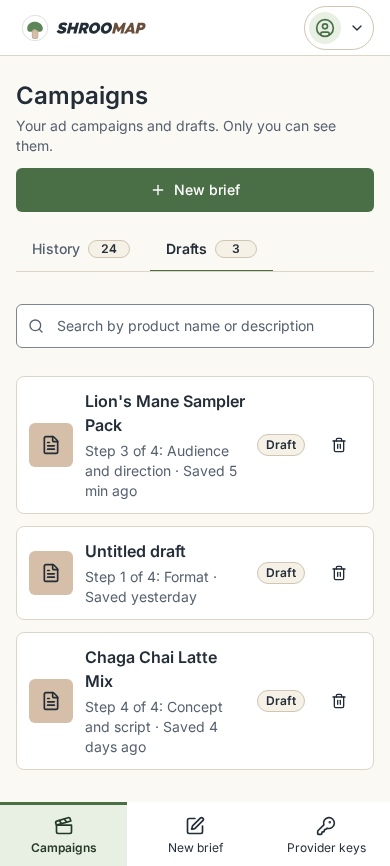 SHROOMAP
Campaigns
Your ad campaigns and drafts. Only you can see
them.
New brief
History 24
Drafts 3
Search by product name or description
Lion's Mane Sampler
Pack
Step 3 of 4: Audience
and direction · Saved 5
min ago
Draft
Untitled draft
Step 1 of 4: Format ·
Saved yesterday
Draft
Chaga Chai Latte
Mix
Step 4 of 4: Concept
and script · Saved 4
days ago
Draft
Campaigns
New brief
Provider keys